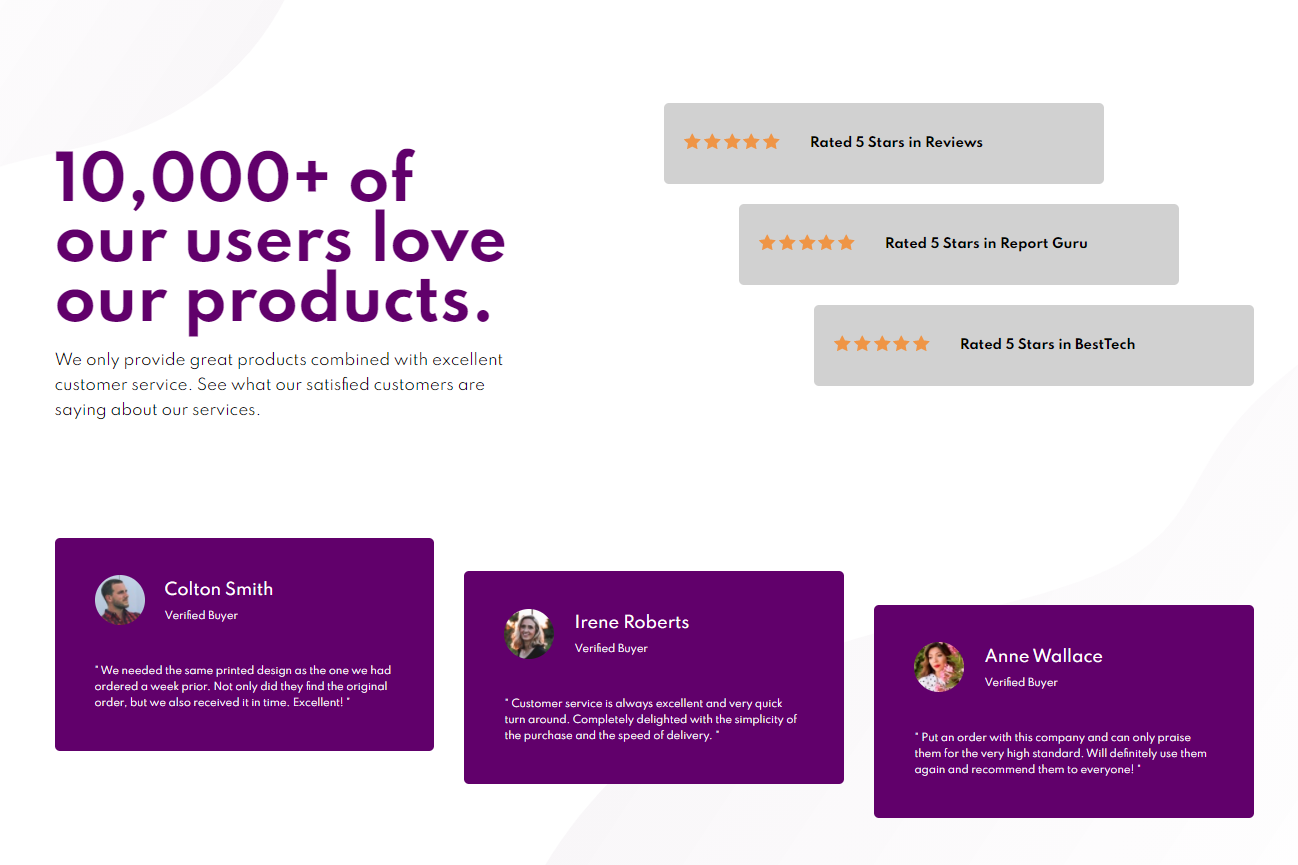 10,000+ of
our users love
our products.
We only provide great products combined with excellent
customer service. See what our satisfied customers are
saying about our services.
Rated 5 Stars in Reviews
Rated 5 Stars in Report Guru
Rated 5 Stars in BestTech
Colton Smith
Verified Buyer
" We needed the same printed design as the one we had
ordered a week prior. Not only did they find the original
order, but we also received it in time. Excellent! "
Irene Roberts
Verified Buyer
" Customer service is always excellent and very quick
turn around. Completely delighted with the simplicity of
the purchase and the speed of delivery. "
Anne Wallace
Verified Buyer
" Put an order with this company and can only praise
them for the very high standard. Will definitely use them
again and recommend them to everyone! "